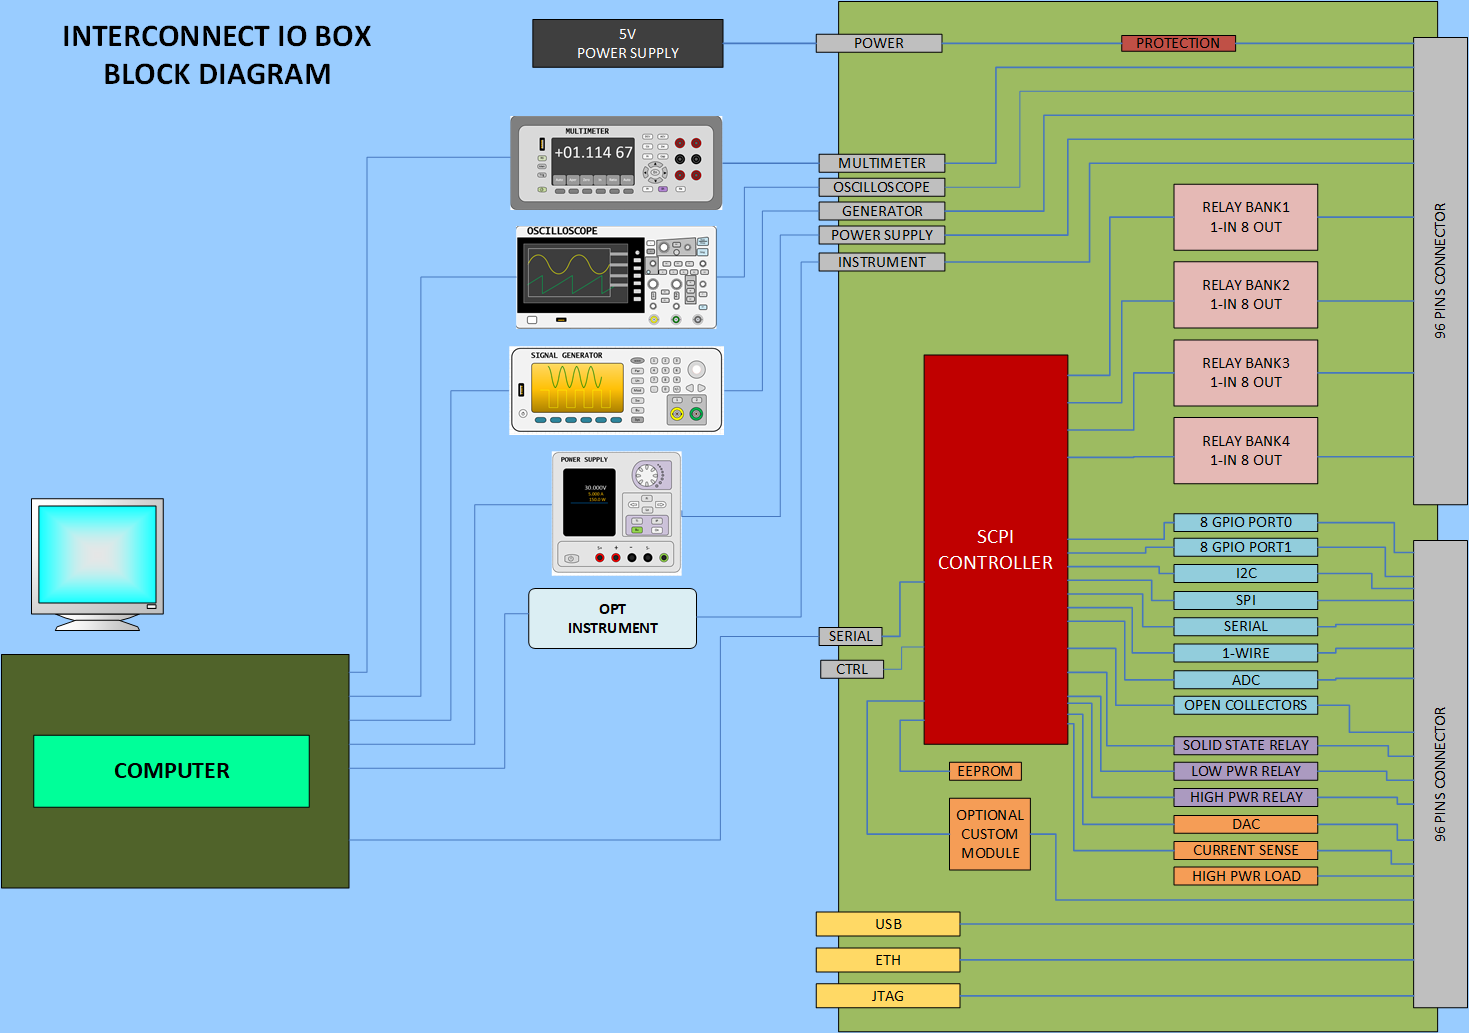 INTERCONNECT IO BOX
BLOCK DIAGRAM
5V
POWER SUPPLY
POWER
PROTECTION
MULTIMETER
+01.114 67
MULTIMETER
OSCILLOSCOPE
GENERATOR
POWER SUPPLY
INSTRUMENT
OSCILLOSCOPE
SIGNAL GENERATOR
POWER SUPPLY
30.000V
5.000 A
150.0 W
OPT
INSTRUMENT
COMPUTER
SERIAL
CTRL
SCPI
CONTROLLER
EEPROM
OPTIONAL
CUSTOM
MODULE
RELAY BANK1
1-IN 8 OUT
RELAY BANK2
1-IN 8 OUT
RELAY BANK3
1-IN 8 OUT
RELAY BANK4
1-IN 8 OUT
96 PINS CONNECTOR
8 GPIO PORT0
8 GPIO PORT1
I2C
SPI
SERIAL
1-WIRE
ADC
OPEN COLLECTORS
SOLID STATE RELAY
LOW PWR RELAY
HIGH PWR RELAY
DAC
CURRENT SENSE
HIGH PWR LOAD
96 PINS CONNECTOR
USB
ETH
JTAG